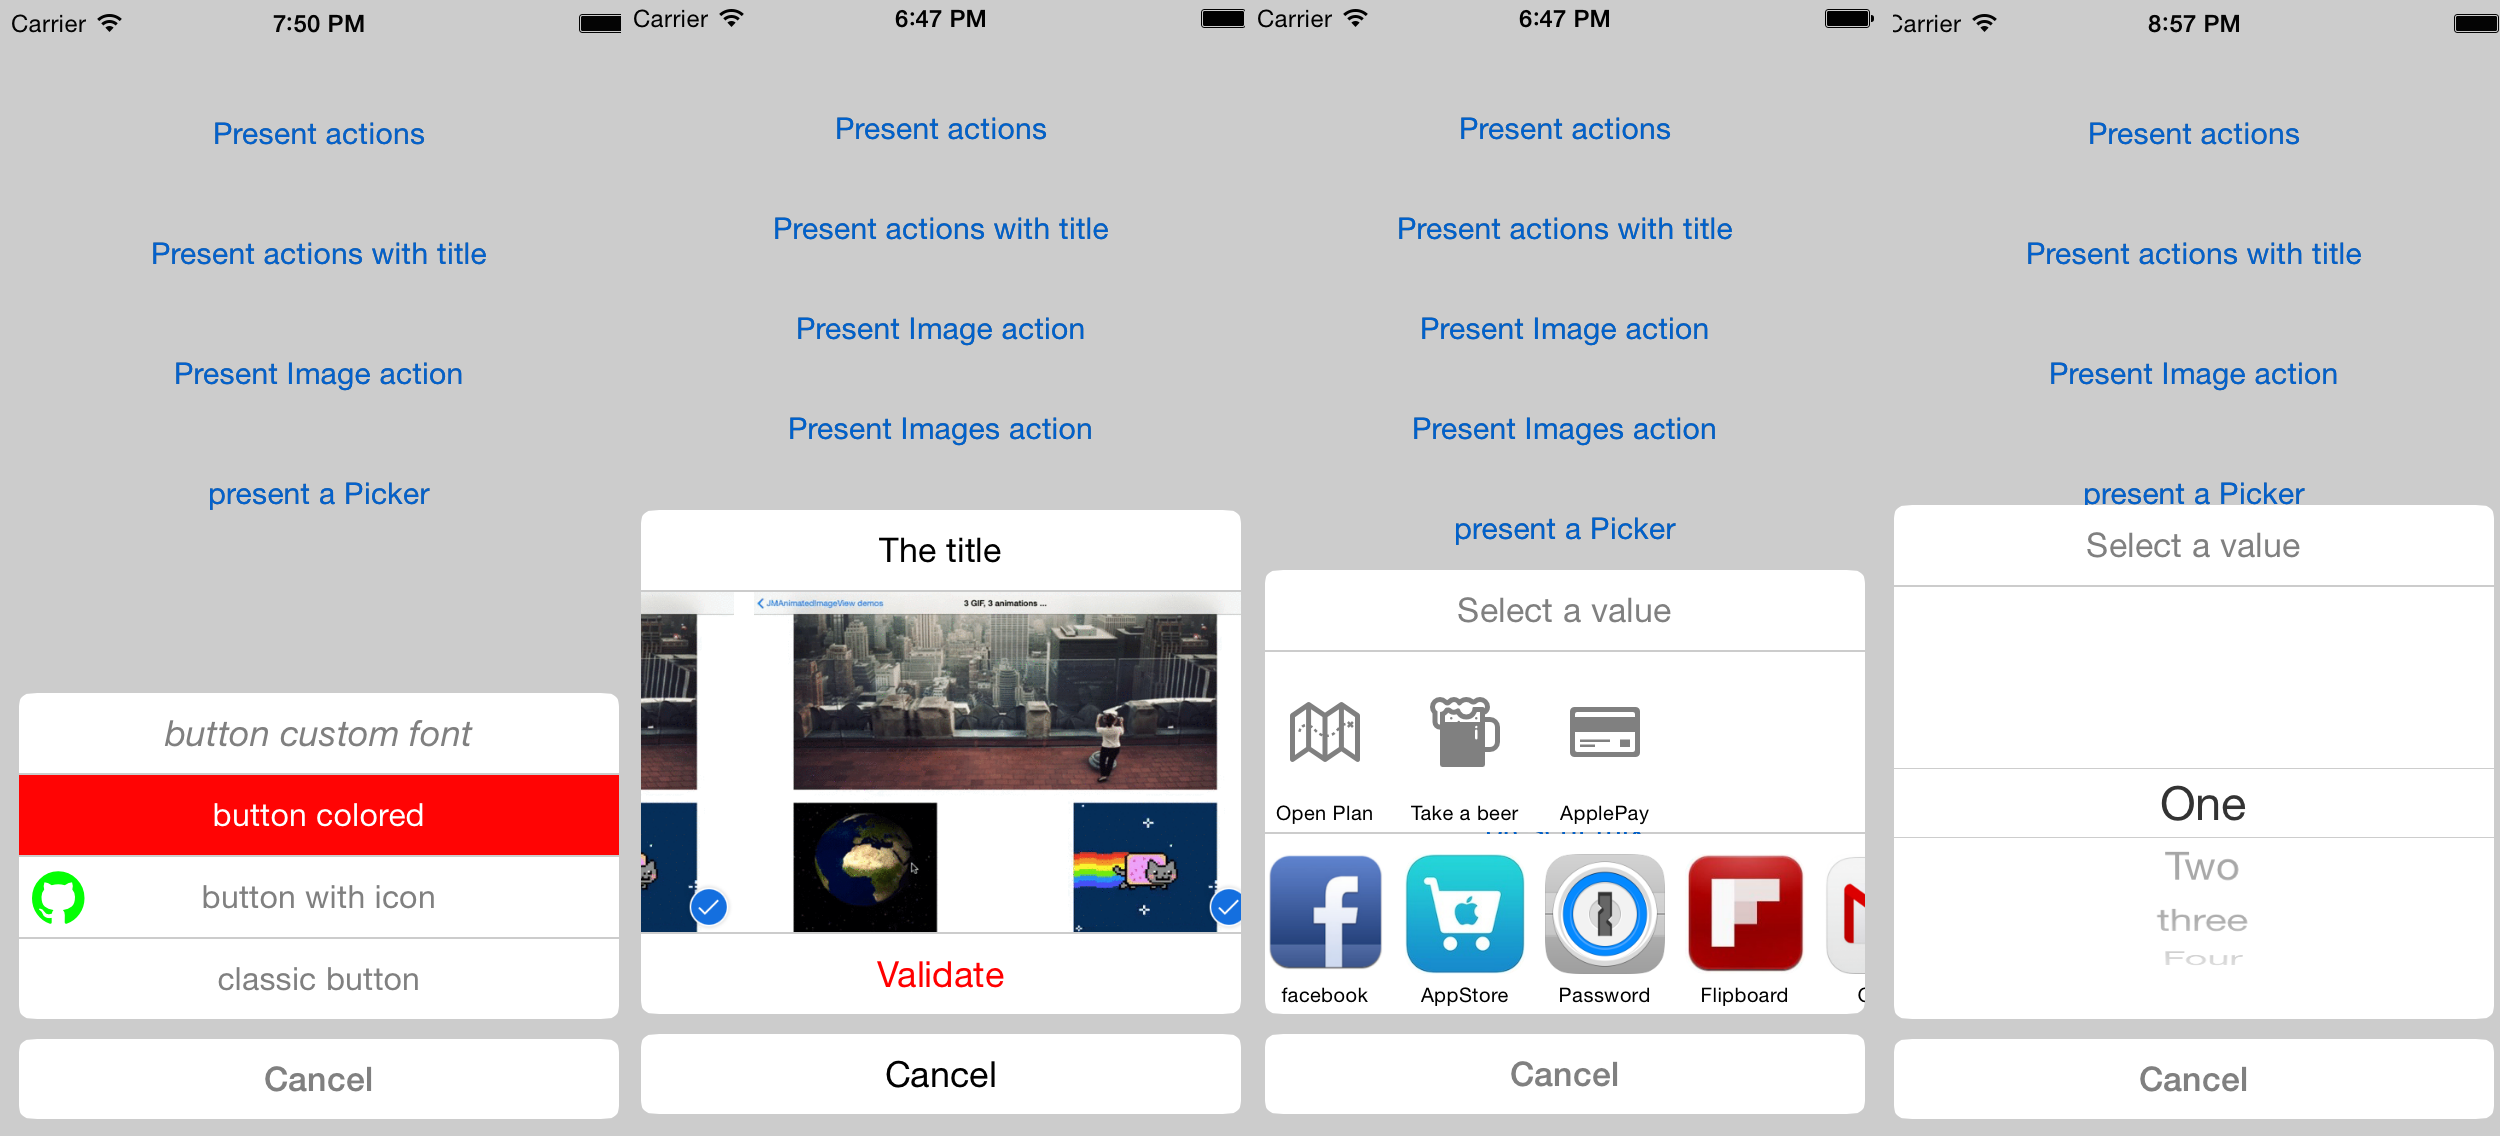 Carrier 7:50 PM
Present actions
Present actions with title
Present Image action
present a Picker
button custom font
button colored
button with icon
classic button
Cancel
Carrier 6:47 PM
Present actions
Present actions with title
Present Image action
Present Images action
The title
JMAnimatedImageView demos 3 GIF, 3 animations ...
Validate
Cancel
Carrier 6:47 PM
Present actions
Present actions with title
Present Image action
Present Images action
present a Picker
Select a value
Open Plan Take a beer ApplePay
facebook AppStore Password Flipboard
Cancel
Carrier 8:57 PM
Present actions
Present actions with title
Present Image action
present a Picker
Select a value
One
Two
three
Four
Cancel